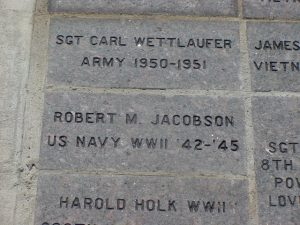 SGT CARL WETTLAUFER
ARMY 1950-1951
ROBERT M. JACOBSON
US NAVY WWII '42-'45
HAROLD HOLK WWII
JAMES
VIETN
SGT
8TH
POW
LOV